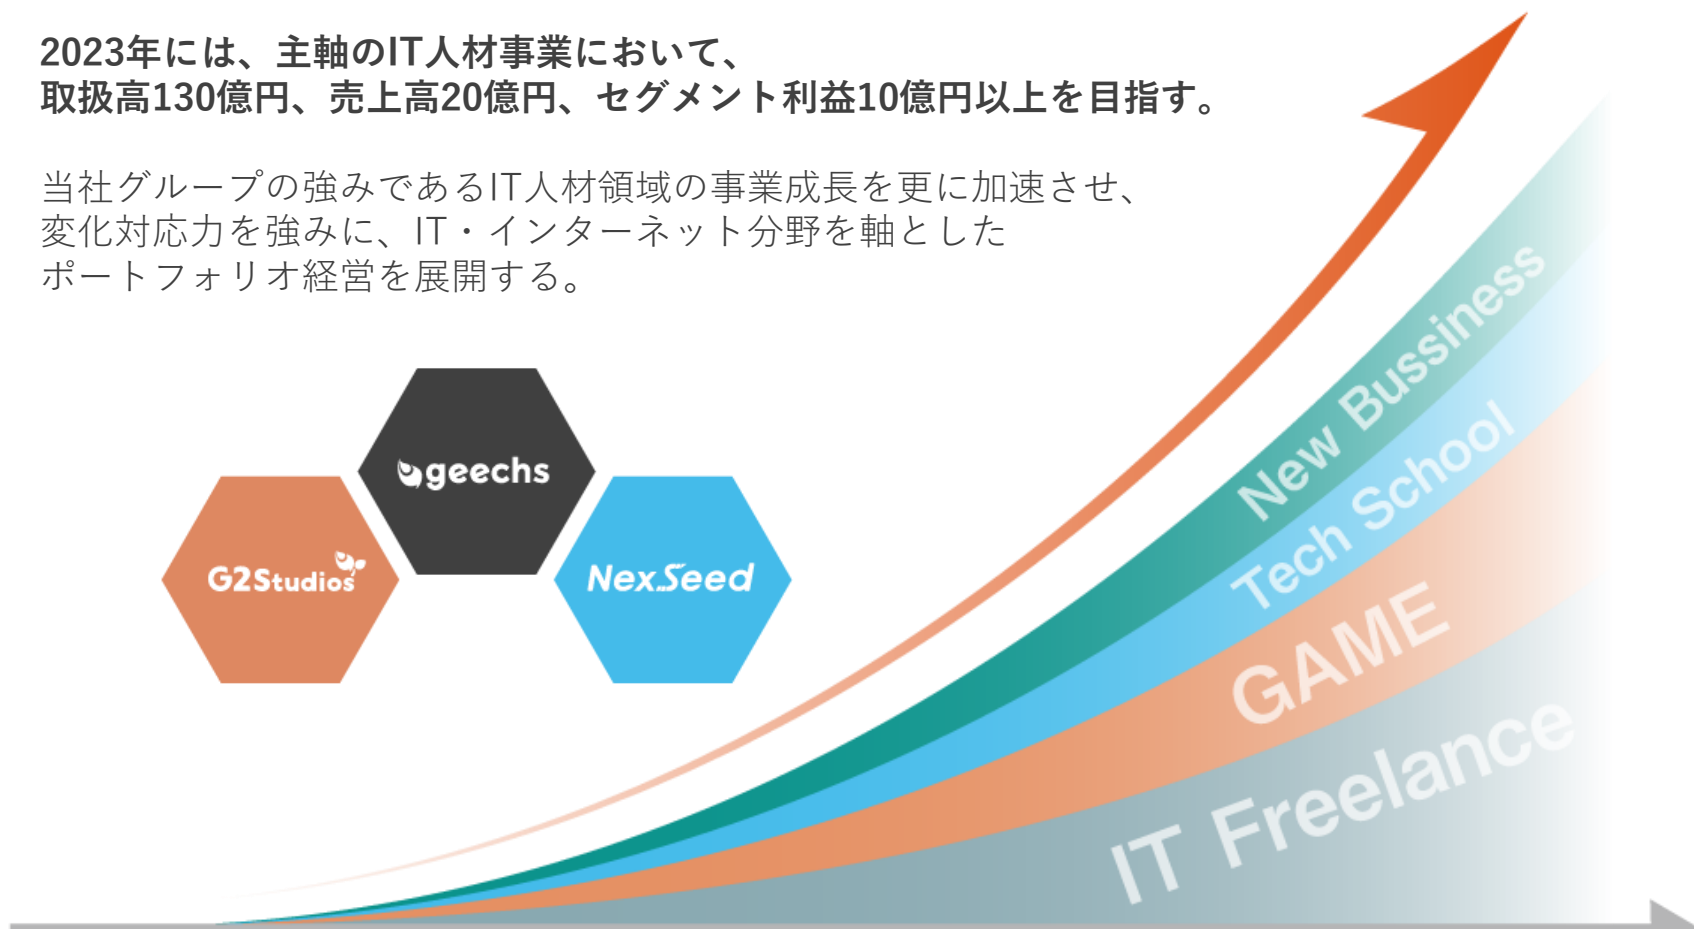 2023年には、主軸のIT人材事業において、
取扱高130億円、売上高20億円、セグメント利益10億円以上を目指す。
当社グループの強みであるIT人材領域の事業成長を更に加速させ、
変化対応力を強みに、IT・インターネット分野を軸とした
ポートフォリオ経営を展開する。
geechs
G2Studios
NexSeed
New Bussiness
Tech School
GAME
IT Freelance